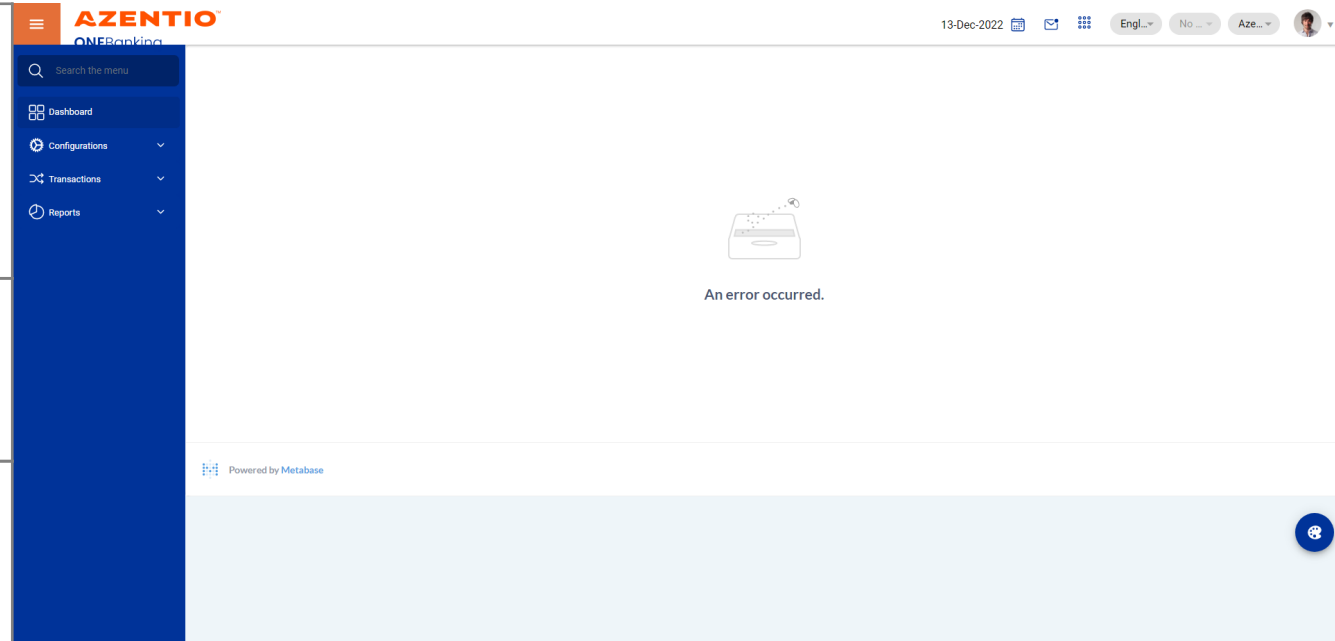 AZENTIO™
ONEBanking
13-Dec-2022
Engl...
No ...
Aze...
Search the menu
Dashboard
Configurations
Transactions
Reports
An error occurred.
Powered by Metabase